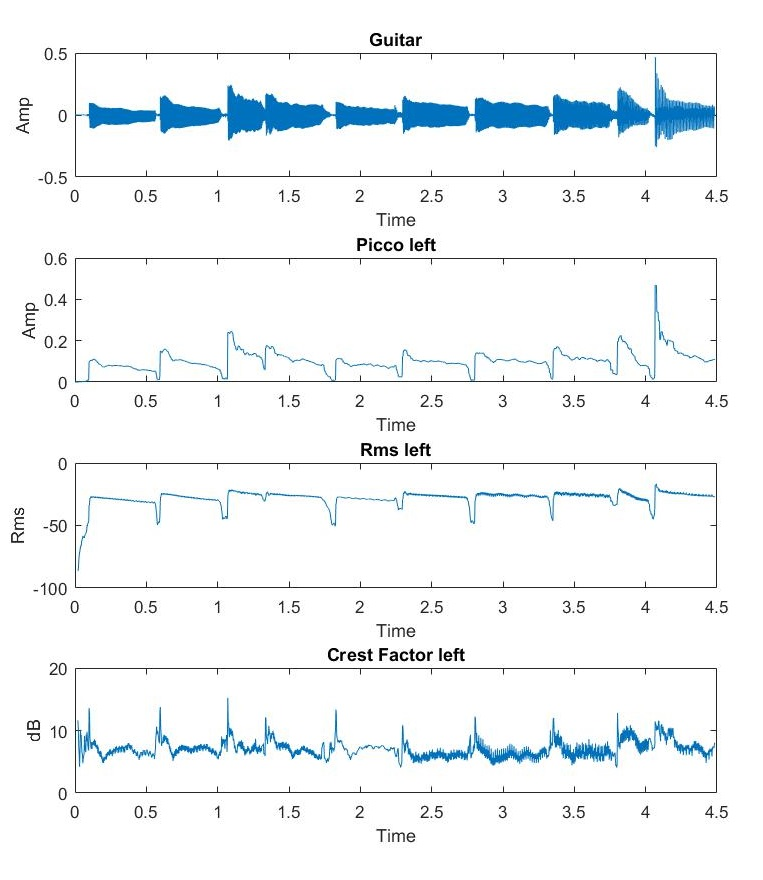 Guitar
0.5
0
-0.5
Amp
0 0.5 1 1.5 2 2.5 3 3.5 4 4.5
Time
Picco left
0.6
0.4
0.2
0
Amp
0 0.5 1 1.5 2 2.5 3 3.5 4 4.5
Time
Rms left
0
-50
-100
Rms
0 0.5 1 1.5 2 2.5 3 3.5 4 4.5
Time
Crest Factor left
20
10
0
dB
0 0.5 1 1.5 2 2.5 3 3.5 4 4.5
Time